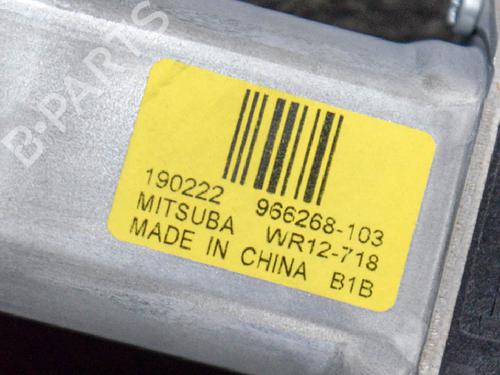 B-PARTS
190222 966268-103
MITSUBA WR12-718
MADE IN CHINA B1B